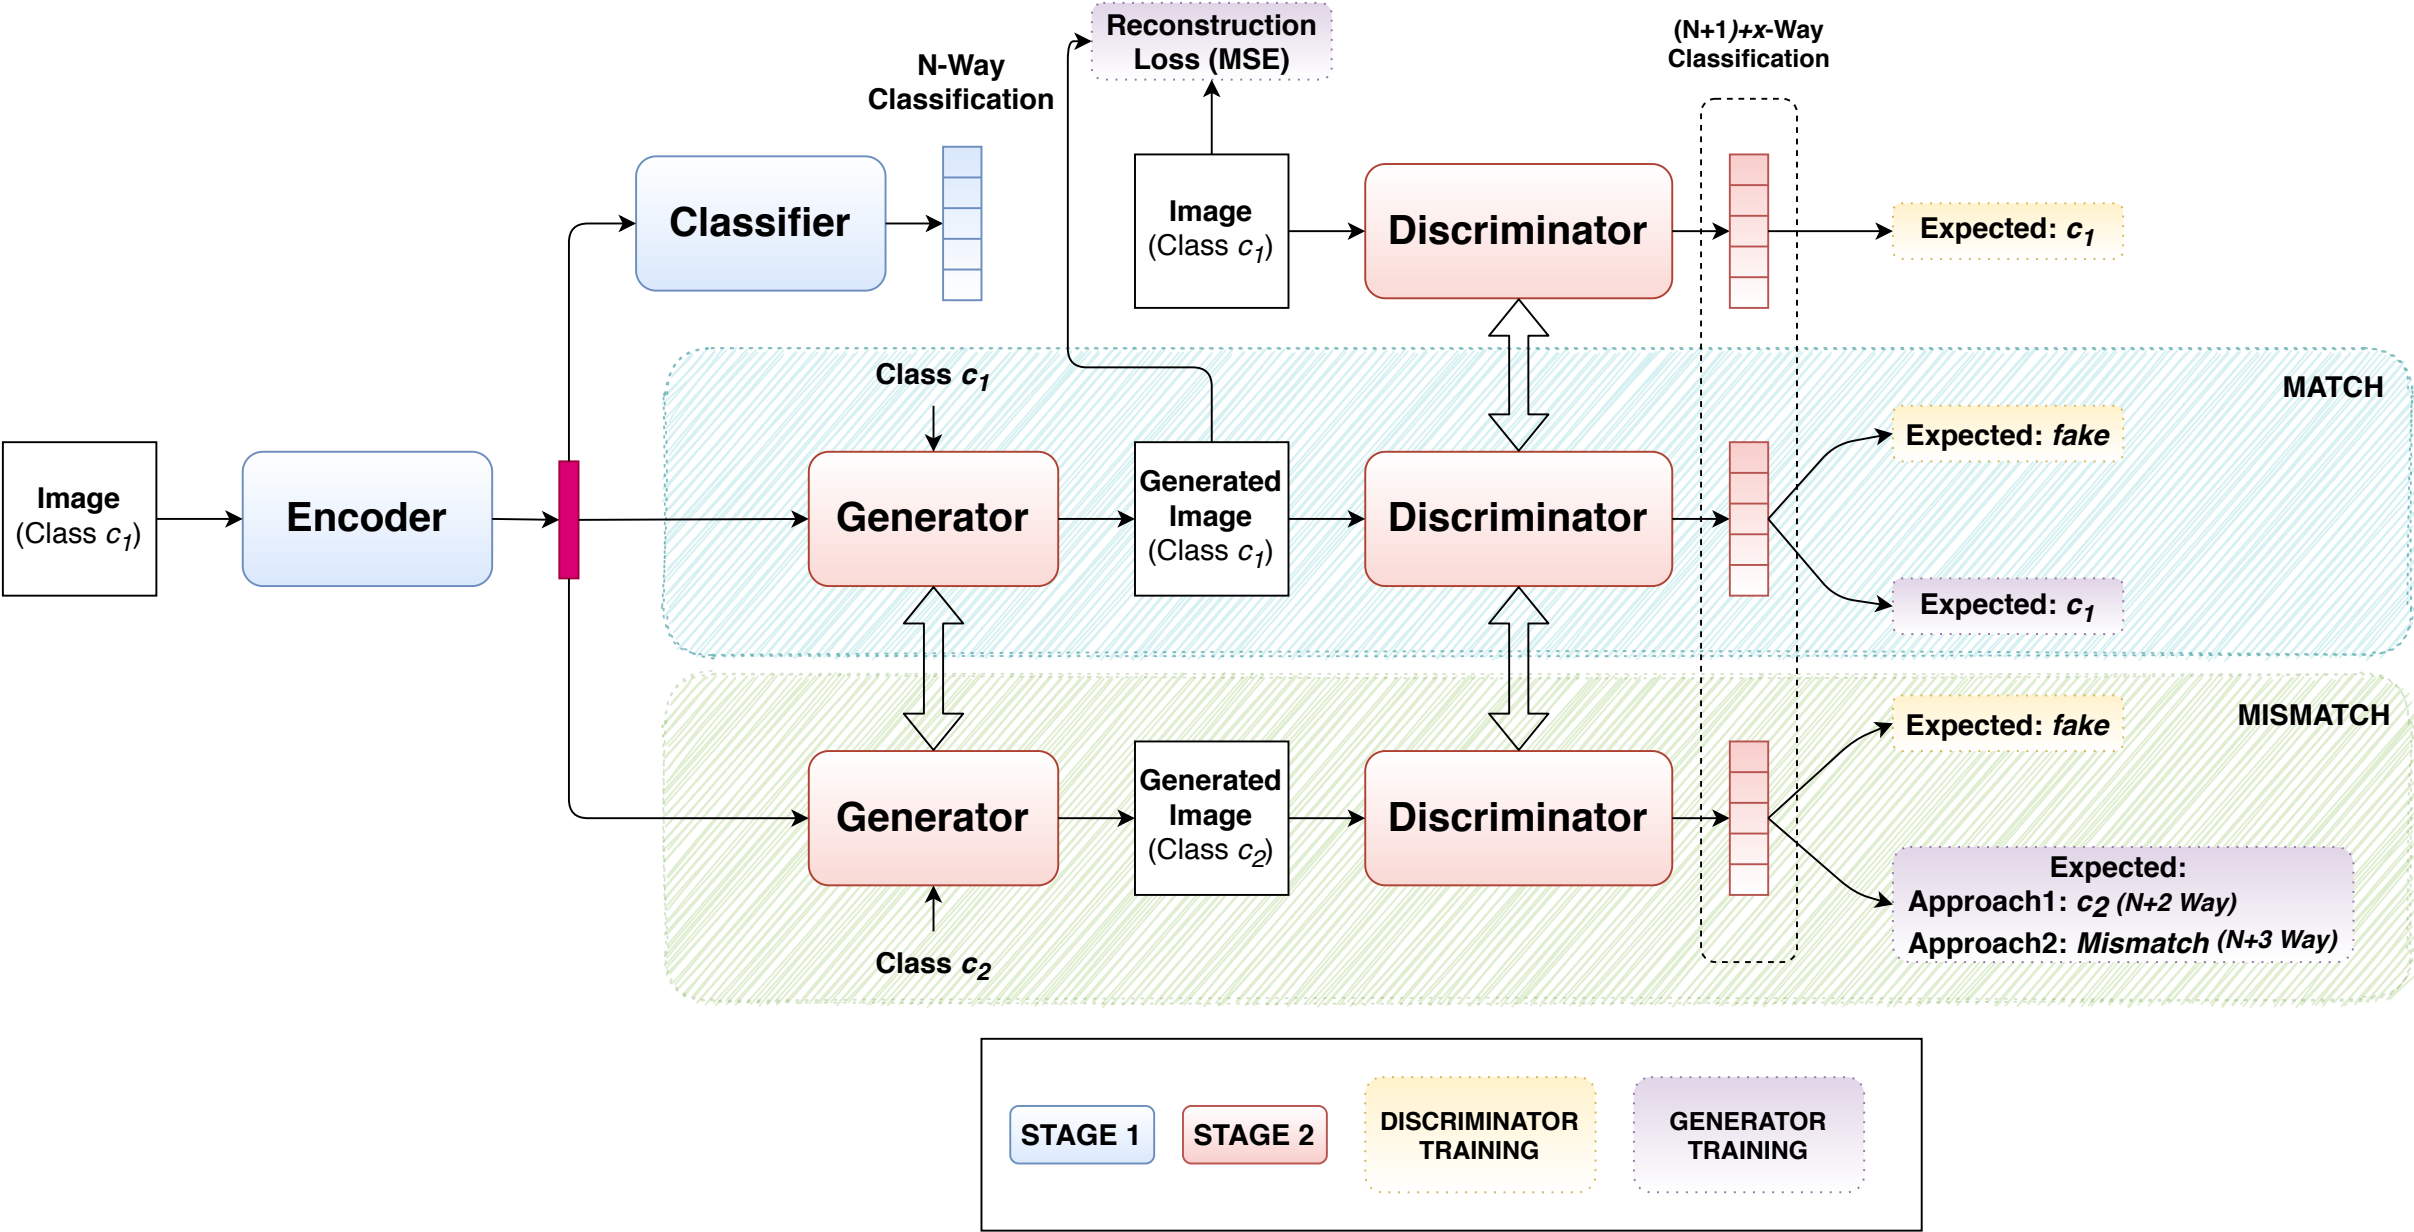 Reconstruction
Loss (MSE)
(N+1)+x-Way
Classification
N-Way
Classification
Classifier
Image
(Class c1)
Discriminator
Expected: c1
MATCH
Class c1
Image
(Class c1)
Encoder
Generator
Generated
Image
(Class c1)
Discriminator
Expected: fake
Expected: c1
MISMATCH
Generator
Generated
Image
(Class c2)
Discriminator
Expected: fake
Expected:
Approach1: c2 (N+2 Way)
Approach2: Mismatch (N+3 Way)
Class c2
STAGE 1
STAGE 2
DISCRIMINATOR
TRAINING
GENERATOR
TRAINING